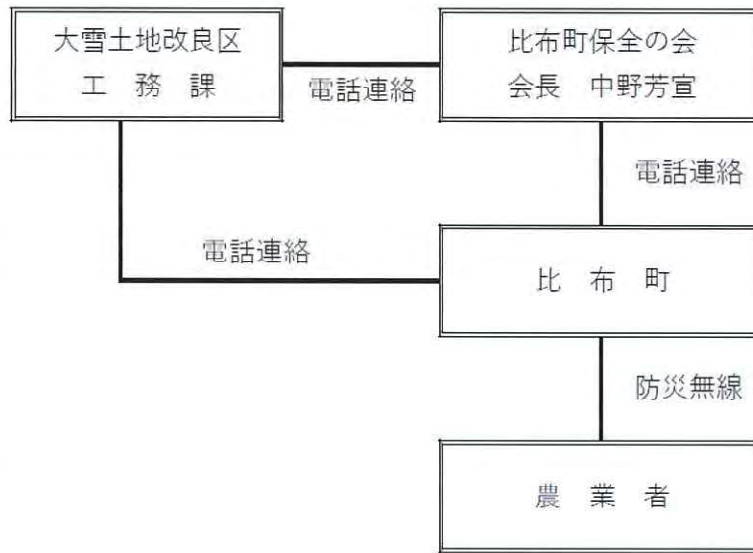 大雪土地改良区
工　務　課
電話連絡
比布町保全の会
会長　中野芳宣
電話連絡
電話連絡
比　布　町
防災無線
農　業　者